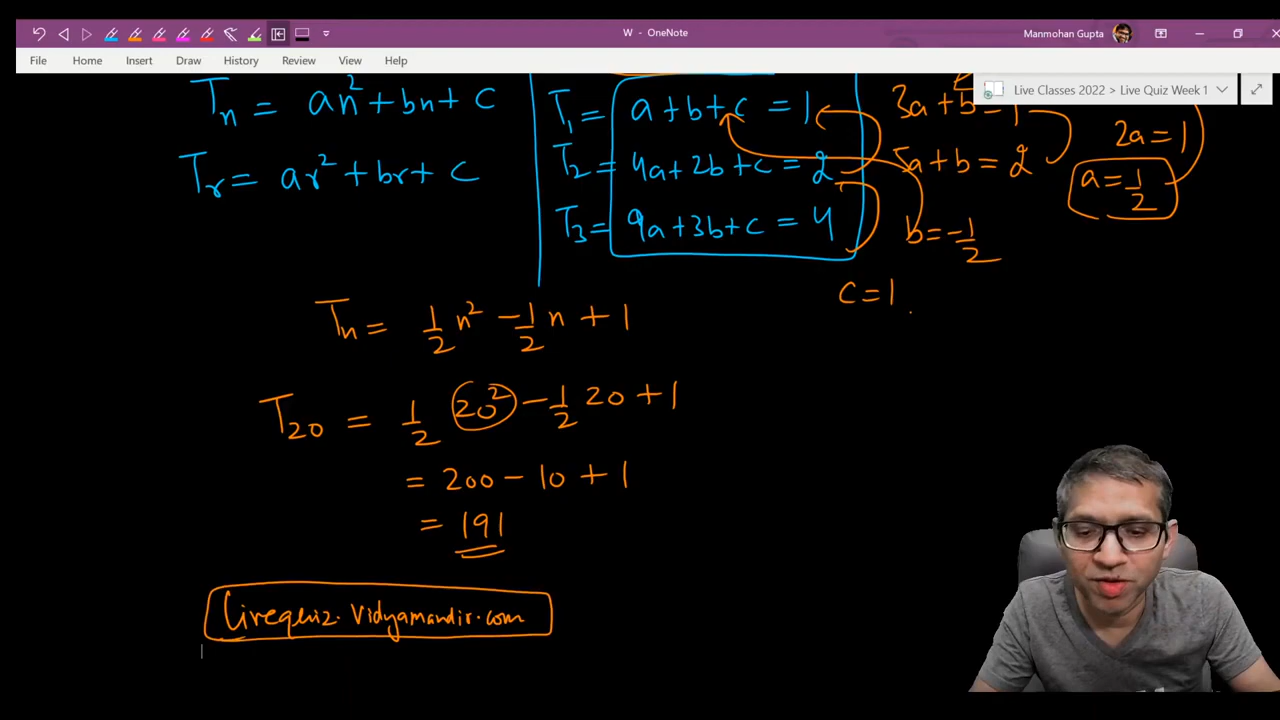 W - OneNote
Manmohan Gupta
File Home Insert Draw History Review View Help
Live Classes 2022 > Live Quiz Week 1
Tn = an² + bn + c
Tr = ar² + br + c
T1 = a + b + c = 1
T2 = 4a + 2b + c = 2
T3 = 9a + 3b + c = 4
3a + b = 1
5a + b = 2
b = -1/2
c = 1
2a = 1
a = 1/2
Tn = 1/2 n² - 1/2 n + 1
T20 = 1/2 20² - 1/2 20 + 1
= 200 - 10 + 1
= 191
Livequiz. Vidyamandir.com